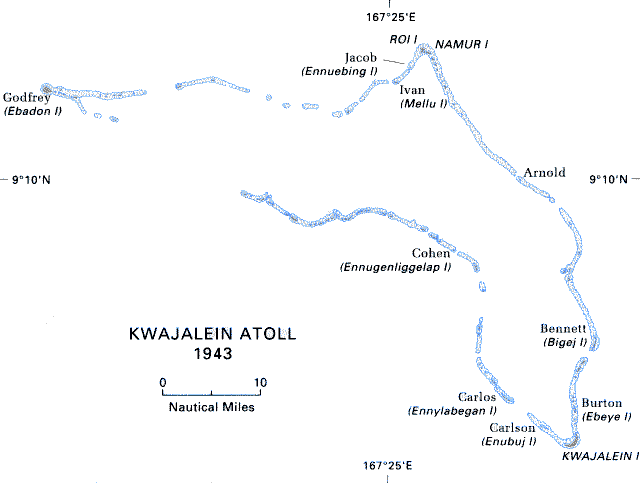 167°25'E
ROI I
NAMUR I
Jacob
(Ennuebing I)
Ivan
(Mellu I)
Godfrey
(Ebadon I)
9°10'N
Arnold
9°10'N
Cohen
(Ennugenliggelap I)
KWAJALEIN ATOLL
1943
0 10
Nautical Miles
Bennett
(Bigej I)
Carlos
(Ennylabegan I)
Burton
(Ebeye I)
Carlson
(Enubuj I)
KWAJALEIN I
167°25'E